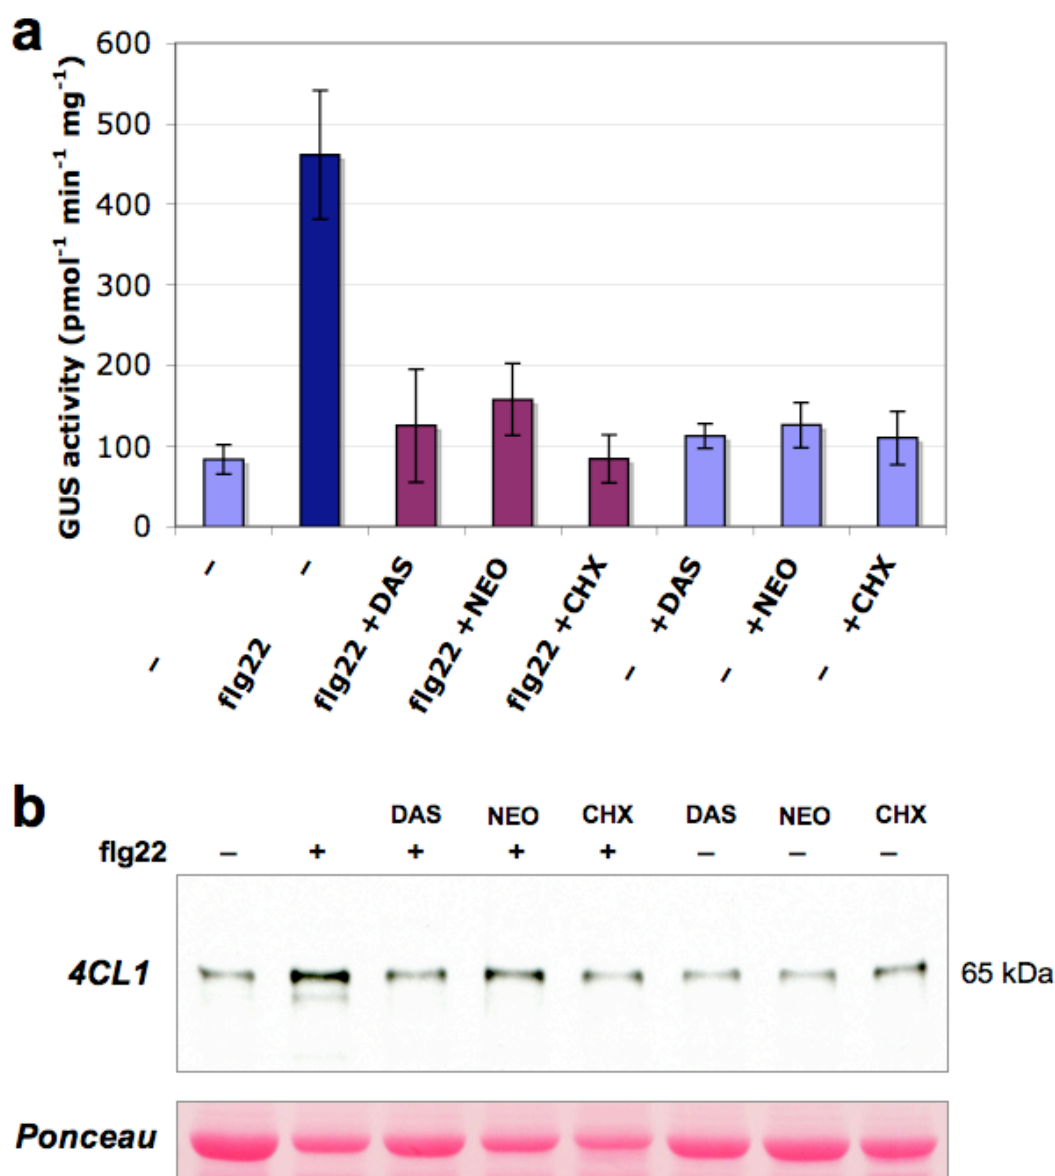 a
600
500
400
300
200
100
0
GUS activity (pmol⁻¹ min⁻¹ mg⁻¹)
– –
flg22 –
flg22 +DAS
flg22 +NEO
flg22 +CHX
– +DAS
– +NEO
– +CHX
b
DAS NEO CHX DAS NEO CHX
flg22 – + + + + – – –
4CL1 65 kDa
Ponceau